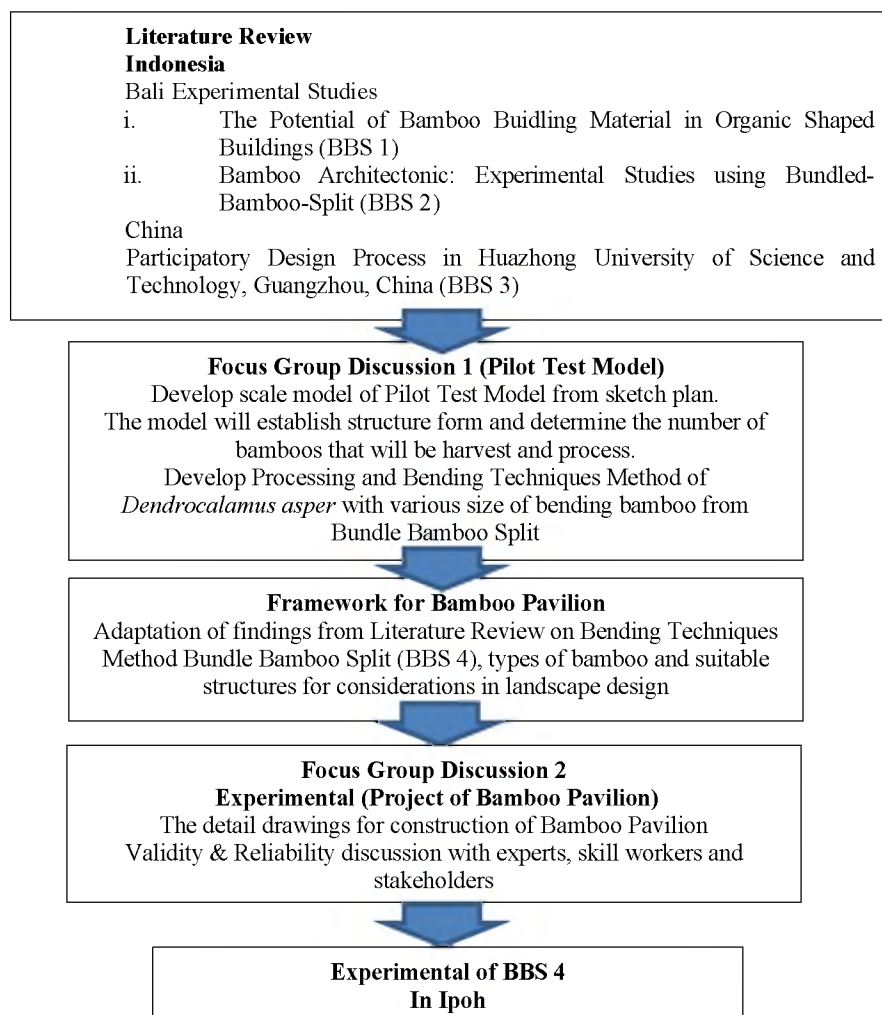 Literature Review
Indonesia
Bali Experimental Studies
i. The Potential of Bamboo Buidling Material in Organic Shaped
Buildings (BBS 1)
ii. Bamboo Architectonic: Experimental Studies using Bundled-
Bamboo-Split (BBS 2)
China
Participatory Design Process in Huazhong University of Science and
Technology, Guangzhou, China (BBS 3)
Focus Group Discussion 1 (Pilot Test Model)
Develop scale model of Pilot Test Model from sketch plan.
The model will establish structure form and determine the number of
bamboos that will be harvest and process.
Develop Processing and Bending Techniques Method of
Dendrocalamus asper with various size of bending bamboo from
Bundle Bamboo Split
Framework for Bamboo Pavilion
Adaptation of findings from Literature Review on Bending Techniques
Method Bundle Bamboo Split (BBS 4), types of bamboo and suitable
structures for considerations in landscape design
Focus Group Discussion 2
Experimental (Project of Bamboo Pavilion)
The detail drawings for construction of Bamboo Pavilion
Validity & Reliability discussion with experts, skill workers and
stakeholders
Experimental of BBS 4
In Ipoh